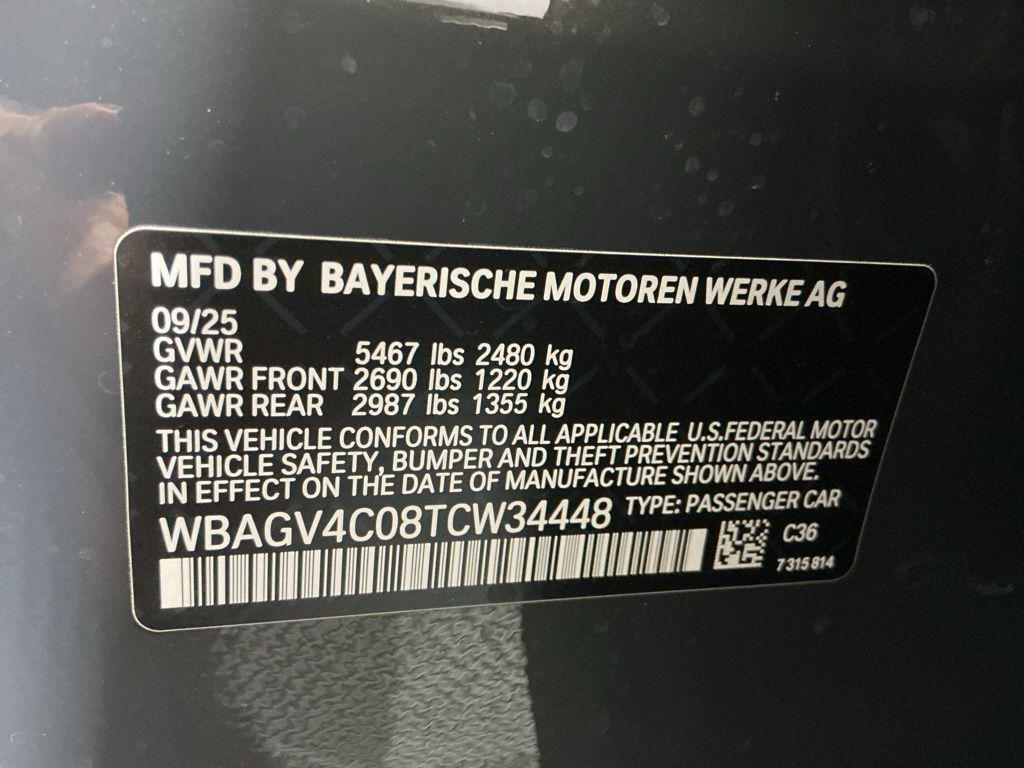 MFD BY BAYERISCHE MOTOREN WERKE AG
09/25
GVWR 5467 lbs 2480 kg
GAWR FRONT 2690 lbs 1220 kg
GAWR REAR 2987 lbs 1355 kg
THIS VEHICLE CONFORMS TO ALL APPLICABLE U.S.FEDERAL MOTOR
VEHICLE SAFETY, BUMPER AND THEFT PREVENTION STANDARDS
IN EFFECT ON THE DATE OF MANUFACTURE SHOWN ABOVE.
WBAGV4C08TCW34448 TYPE: PASSENGER CAR
C36
7 315 814